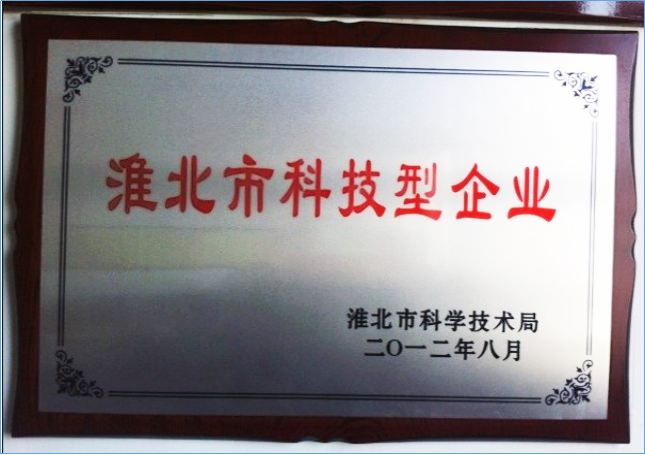 淮北市科技型企业
淮北市科学技术局
二〇一二年八月